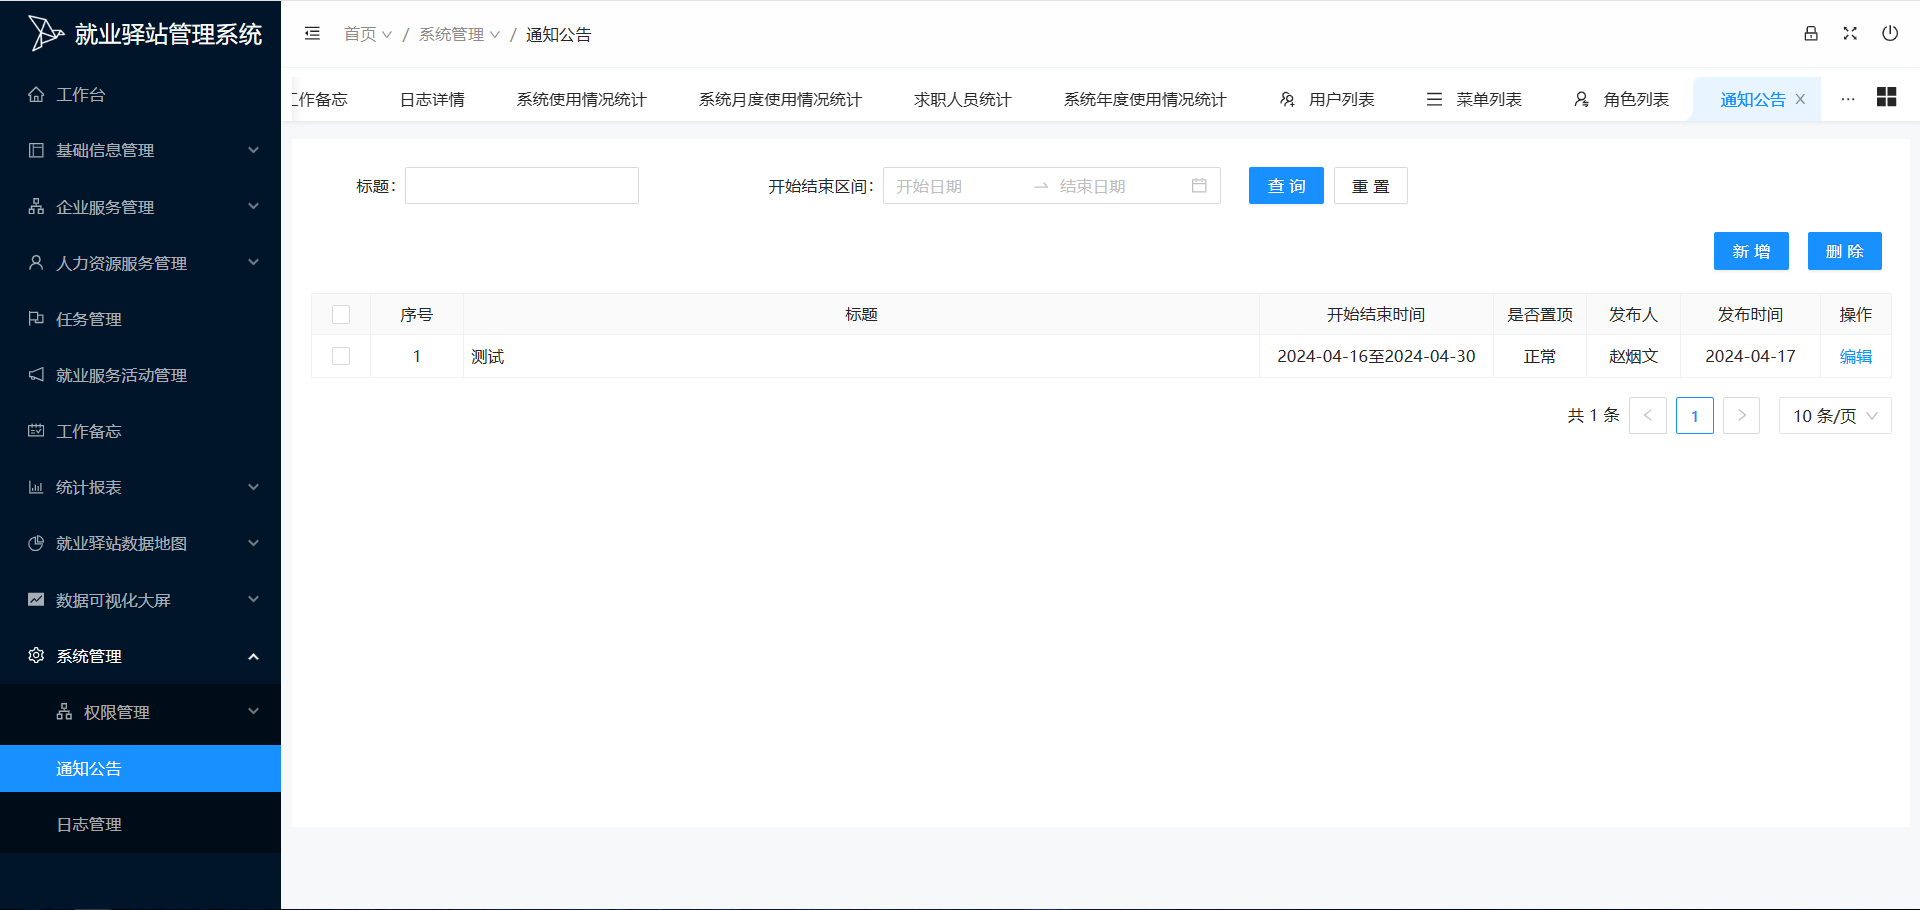 就业驿站管理系统
首页 / 系统管理 / 通知公告
工作备忘 日志详情 系统使用情况统计 系统月度使用情况统计 求职人员统计 系统年度使用情况统计 用户列表 菜单列表 角色列表 通知公告 X ...
工作台
基础信息管理
企业服务管理
人力资源服务管理
任务管理
就业服务活动管理
工作备忘
统计报表
就业驿站数据地图
数据可视化大屏
系统管理
权限管理
通知公告
日志管理
标题: 开始结束区间: 开始日期 → 结束日期 查 询 重 置
新 增 删 除
序号 标题 开始结束时间 是否置顶 发布人 发布时间 操作
1 测试 2024-04-16至2024-04-30 正常 赵烟文 2024-04-17 编辑
共 1 条 < 1 > 10 条/页